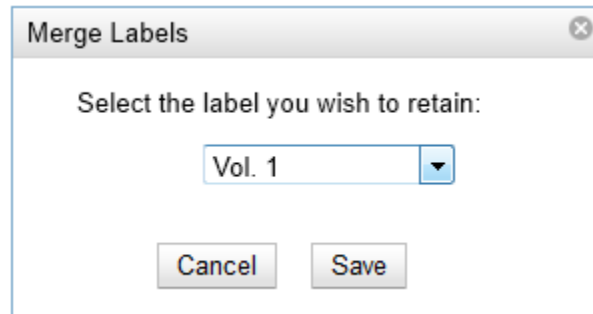 Merge Labels
Select the label you wish to retain:
Vol. 1
Cancel Save